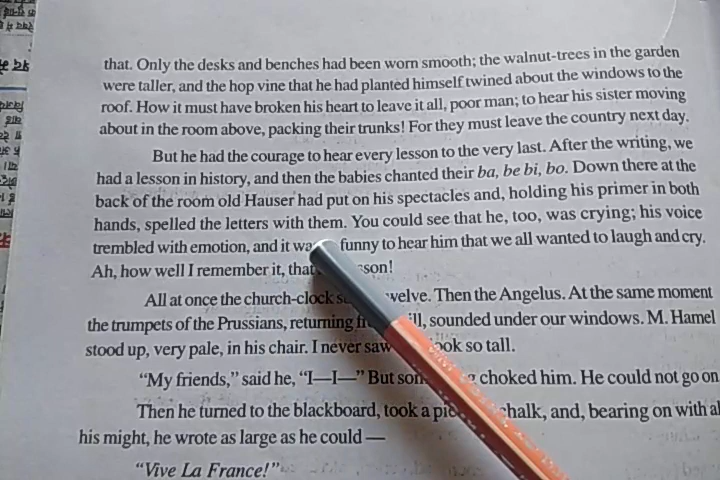 that. Only the desks and benches had been worn smooth; the walnut-trees in the garden
were taller, and the hop vine that he had planted himself twined about the windows to the
roof. How it must have broken his heart to leave it all, poor man; to hear his sister moving
about in the room above, packing their trunks! For they must leave the country next day.
But he had the courage to hear every lesson to the very last. After the writing, we
had a lesson in history, and then the babies chanted their ba, be bi, bo. Down there at the
back of the room old Hauser had put on his spectacles and, holding his primer in both
hands, spelled the letters with them. You could see that he, too, was crying; his voice
trembled with emotion, and it funny to hear him that we all wanted to laugh and cry.
Ah, how well I remember it, that
All at once the church-clock Then the Angelus. At the same moment
the trumpets of the Prussians, returning sounded under our windows. M. Hamel
stood up, very pale, in his chair. I never saw so tall.
“My friends,” said he, “I—I—” But choked him. He could not go on
Then he turned to the blackboard, took a chalk, and, bearing on with
his might, he wrote as large as he could —
“Vive La France!”